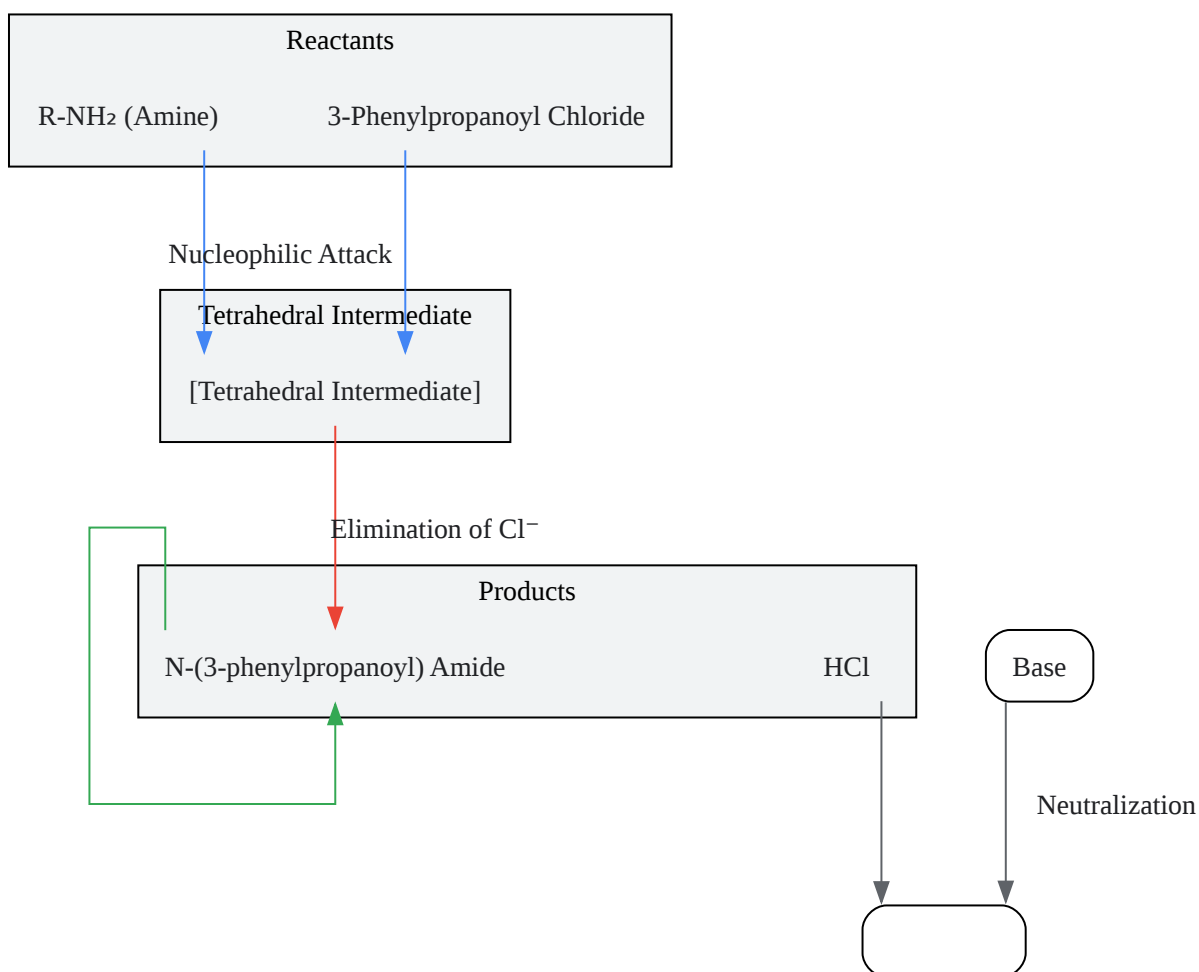 Reactants
R-NH₂ (Amine)
3-Phenylpropanoyl Chloride
Nucleophilic Attack
Tetrahedral Intermediate
[Tetrahedral Intermediate]
Elimination of Cl⁻
Products
N-(3-phenylpropanoyl) Amide
HCl
Base
Neutralization